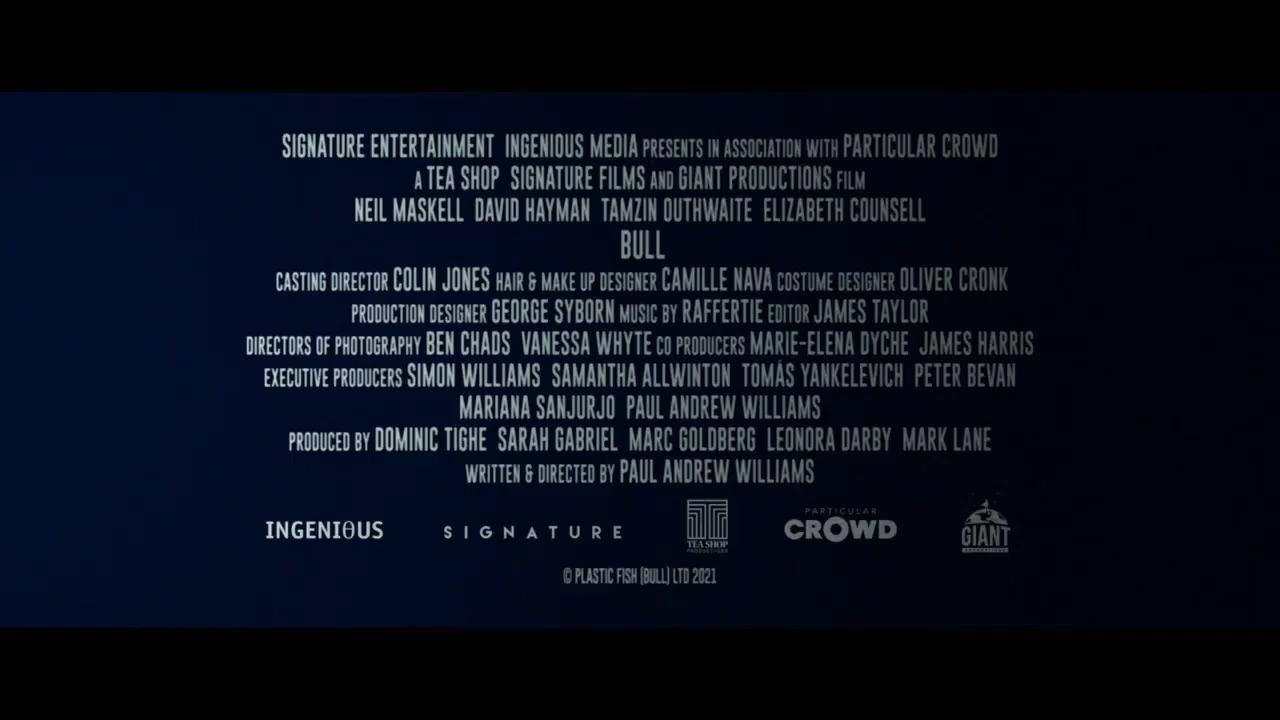 SIGNATURE ENTERTAINMENT INGENIOUS MEDIA PRESENTS IN ASSOCIATION WITH PARTICULAR CROWD
A TEA SHOP SIGNATURE FILMS AND GIANT PRODUCTIONS FILM
NEIL MASKELL DAVID HAYMAN TAMZIN OUTHWAITE ELIZABETH COUNSELL
BULL
CASTING DIRECTOR COLIN JONES HAIR & MAKE UP DESIGNER CAMILLE NAVA COSTUME DESIGNER OLIVER CRONK
PRODUCTION DESIGNER GEORGE SYBORN MUSIC BY RAFFERTIE EDITOR JAMES TAYLOR
DIRECTORS OF PHOTOGRAPHY BEN CHADS VANESSA WHYTE CO PRODUCERS MARIE-ELENA DYCHE JAMES HARRIS
EXECUTIVE PRODUCERS SIMON WILLIAMS SAMANTHA ALLWINTON TOMÁS YANKELEVICH PETER BEVAN
MARIANA SANJURJO PAUL ANDREW WILLIAMS
PRODUCED BY DOMINIC TIGHE SARAH GABRIEL MARC GOLDBERG LEONORA DARBY MARK LANE
WRITTEN & DIRECTED BY PAUL ANDREW WILLIAMS
INGENIθUS
SIGNATURE
TEA SHOP
PRODUCTIONS
PARTICULAR
CROWD
GIANT
PRODUCTIONS
© PLASTIC FISH (BULL) LTD 2021